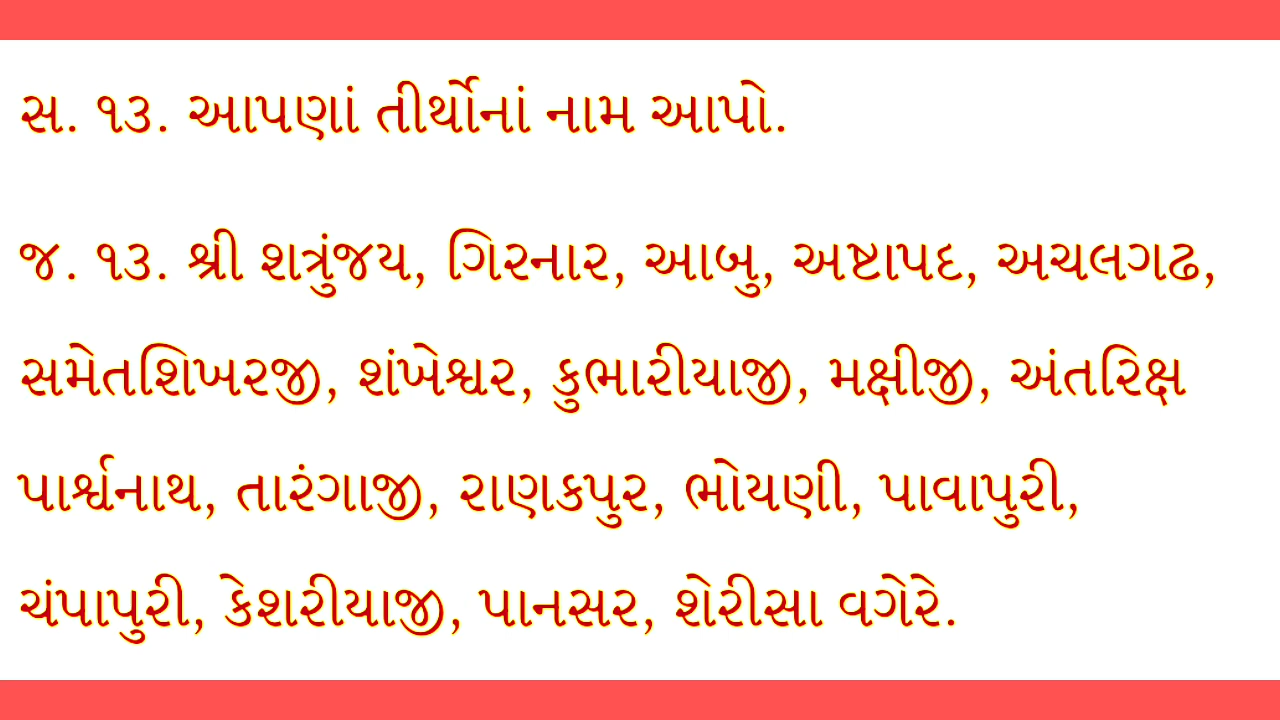 સ. ૧૩. આપણાં તીર્થોનાં નામ આપો.
જ. ૧૩. શ્રી શત્રુંજય, ગિરનાર, આબુ, અષ્ટાપદ, અચલગઢ,
સમેતશિખરજી, શંખેશ્વર, કુભારીયાજી, મક્ષીજી, અંતરિક્ષ
પાર્શ્વનાથ, તારંગાજી, રાણકપુર, ભોયણી, પાવાપુરી,
ચંપાપુરી, કેશરીયાજી, પાનસર, શેરીસા વગેરે.